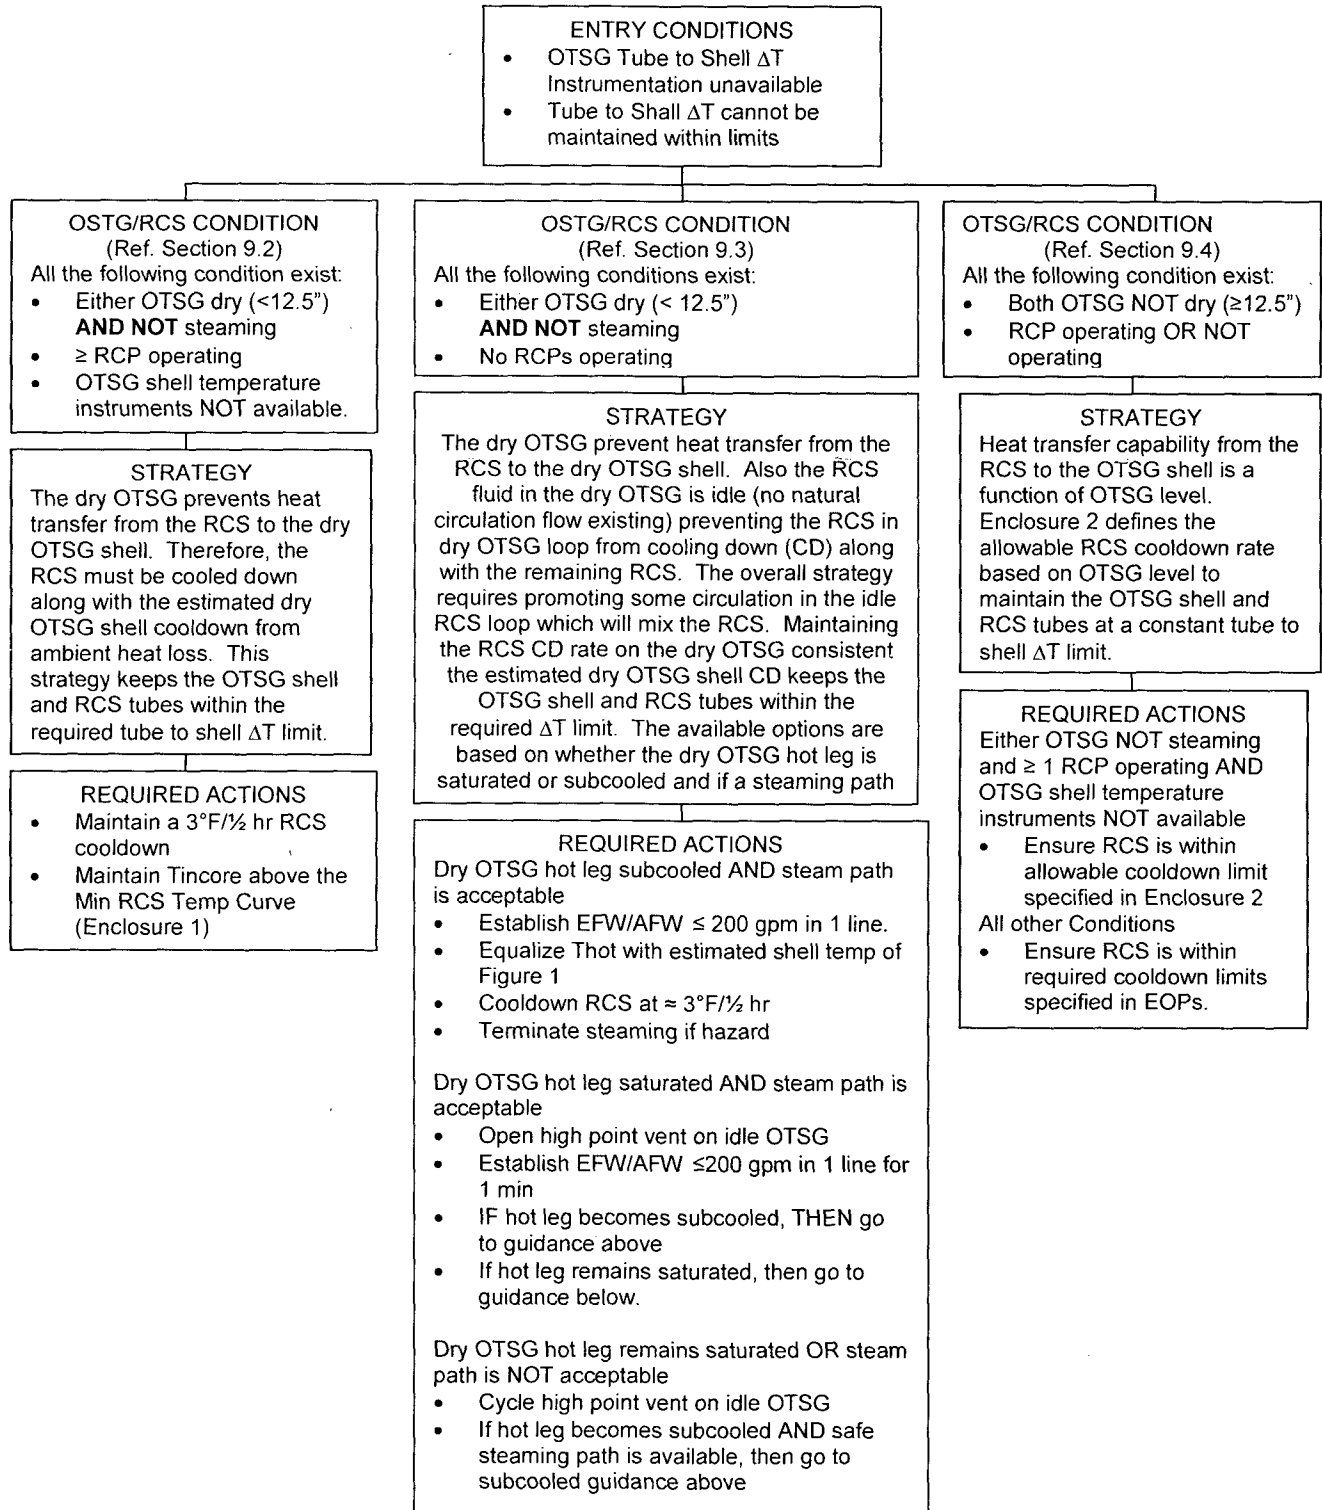 ENTRY CONDITIONS
• OTSG Tube to Shell ΔT
Instrumentation unavailable
• Tube to Shall ΔT cannot be
maintained within limits
OSTG/RCS CONDITION
(Ref. Section 9.2)
All the following condition exist:
• Either OTSG dry (<12.5")
AND NOT steaming
• ≥ RCP operating
• OTSG shell temperature
instruments NOT available.
STRATEGY
The dry OTSG prevents heat
transfer from the RCS to the dry
OTSG shell. Therefore, the
RCS must be cooled down
along with the estimated dry
OTSG shell cooldown from
ambient heat loss. This
strategy keeps the OTSG shell
and RCS tubes within the
required tube to shell ΔT limit.
REQUIRED ACTIONS
• Maintain a 3°F/½ hr RCS
cooldown
• Maintain Tincore above the
Min RCS Temp Curve
(Enclosure 1)
OTSG/RCS CONDITION
(Ref. Section 9.3)
All the following conditions exist:
• Either OTSG dry (< 12.5")
AND NOT steaming
• No RCPs operating
STRATEGY
The dry OTSG prevent heat transfer from the
RCS to the dry OTSG shell. Also the RCS
fluid in the dry OTSG is idle (no natural
circulation flow existing) preventing the RCS in
dry OTSG loop from cooling down (CD) along
with the remaining RCS. The overall strategy
requires promoting some circulation in the idle
RCS loop which will mix the RCS. Maintaining
the RCS CD rate on the dry OTSG consistent
the estimated dry OTSG shell CD keeps the
OTSG shell and RCS tubes within the
required ΔT limit. The available options are
based on whether the dry OTSG hot leg is
saturated or subcooled and if a steaming path
REQUIRED ACTIONS
Dry OTSG hot leg subcooled AND steam path
is acceptable
• Establish EFW/AFW ≤ 200 gpm in 1 line.
• Equalize Thot with estimated shell temp of
Figure 1
• Cooldown RCS at ≈ 3°F/½ hr
• Terminate steaming if hazard
Dry OTSG hot leg saturated AND steam path is
acceptable
• Open high point vent on idle OTSG
• Establish EFW/AFW ≤200 gpm in 1 line for
1 min
• IF hot leg becomes subcooled, THEN go
to guidance above
• If hot leg remains saturated, then go to
guidance below.
Dry OTSG hot leg remains saturated OR steam
path is NOT acceptable
• Cycle high point vent on idle OTSG
• If hot leg becomes subcooled AND safe
steaming path is available, then go to
subcooled guidance above
OTSG/RCS CONDITION
(Ref. Section 9.4)
All the following condition exist:
• Both OTSG NOT dry (≥12.5")
• RCP operating OR NOT
operating
STRATEGY
Heat transfer capability from the
RCS to the OTSG shell is a
function of OTSG level.
Enclosure 2 defines the
allowable RCS cooldown rate
based on OTSG level to
maintain the OTSG shell and
RCS tubes at a constant tube to
shell ΔT limit.
REQUIRED ACTIONS
Either OTSG NOT steaming
and ≥ 1 RCP operating AND
OTSG shell temperature
instruments NOT available
• Ensure RCS is within
allowable cooldown limit
specified in Enclosure 2
All other Conditions
• Ensure RCS is within
required cooldown limits
specified in EOPs.